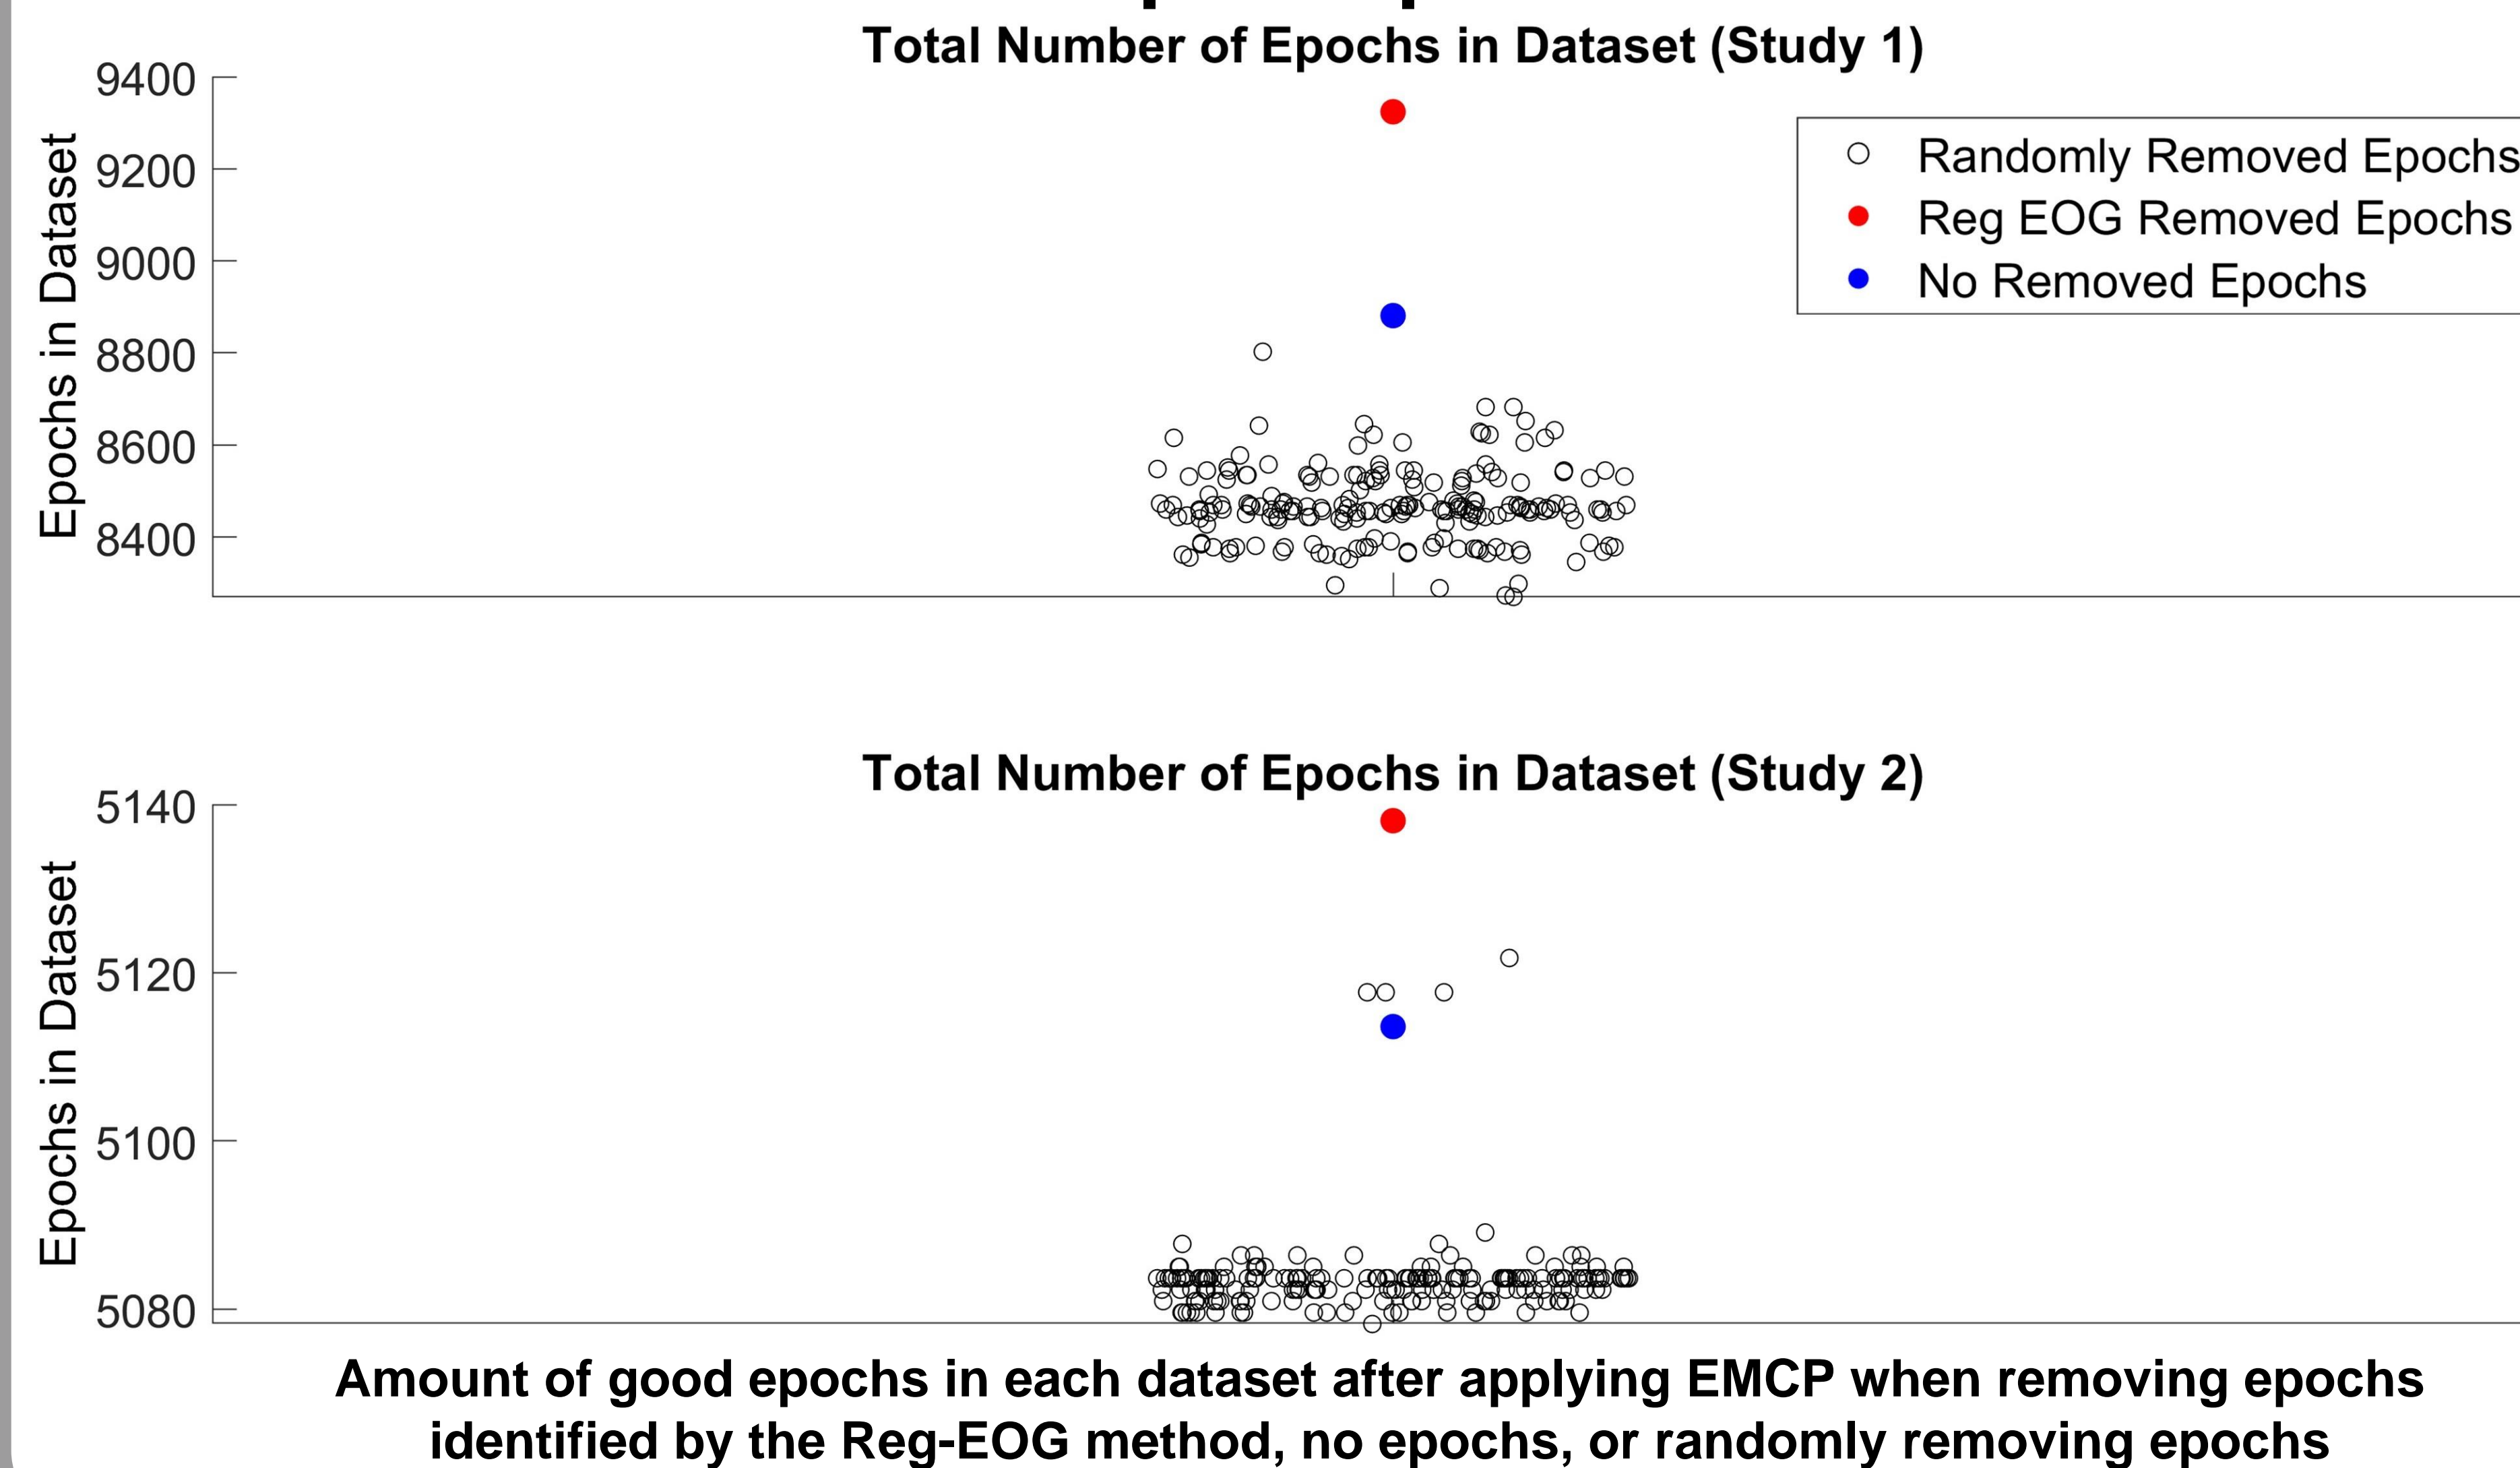 Total Number of Epochs in Dataset (Study 1)
9400
9200
9000
8800
8600
8400
Epochs in Dataset
Randomly Removed Epochs
Reg EOG Removed Epochs
No Removed Epochs
Total Number of Epochs in Dataset (Study 2)
5140
5120
5100
5080
Epochs in Dataset
Amount of good epochs in each dataset after applying EMCP when removing epochs
identified by the Reg-EOG method, no epochs, or randomly removing epochs